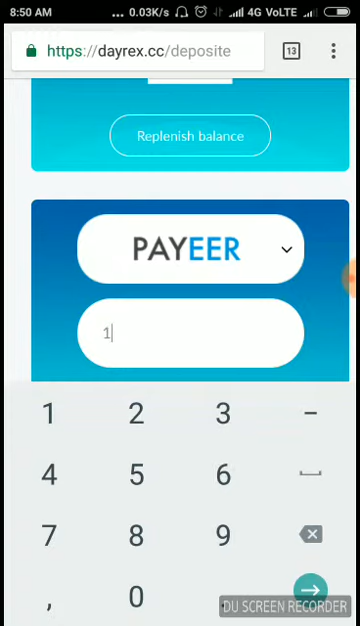 8:50 AM ... 0.03K/s 4G VoLTE
https://dayrex.cc/deposite 13
Replenish balance
PAYEER
1
1 2 3 -
4 5 6
7 8 9
, 0 .
DU SCREEN RECORDER